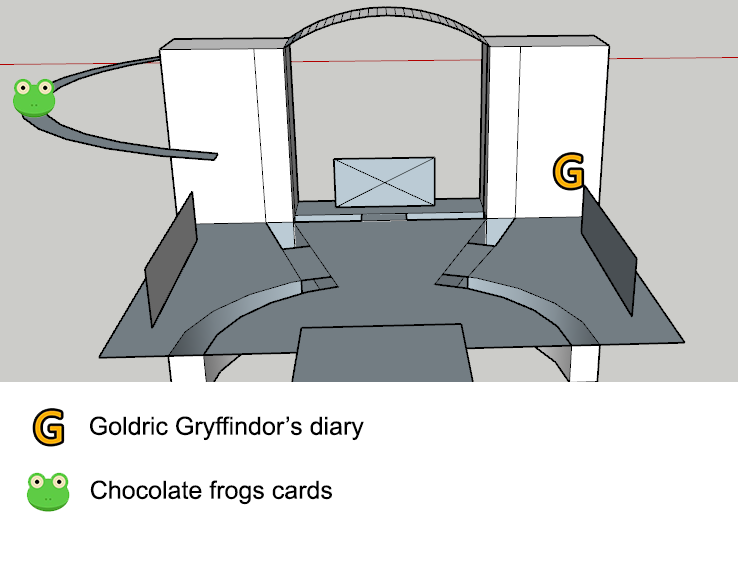 G
G Goldric Gryffindor’s diary
Chocolate frogs cards